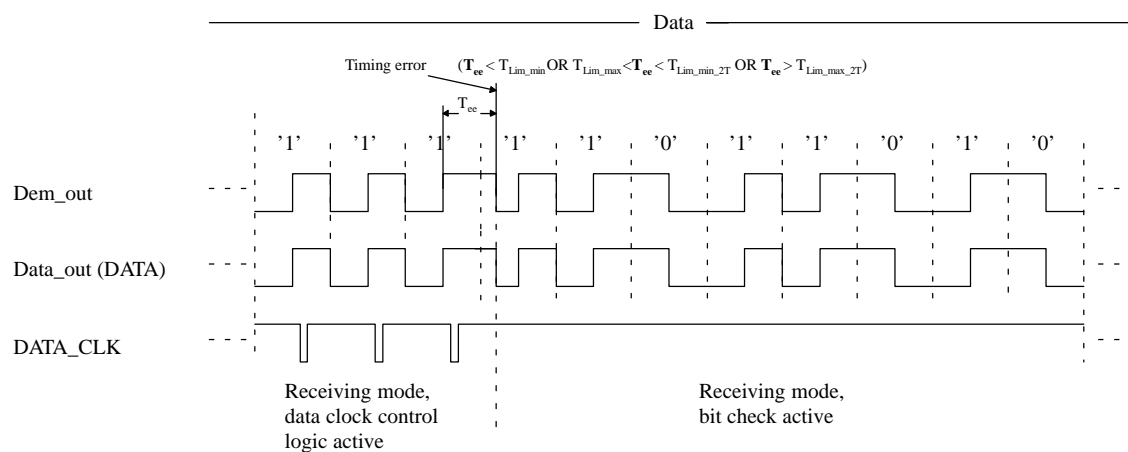 Data
Timing error
(Tee < TLim_min OR TLim_max<Tee < TLim_min_2T OR Tee > TLim_max_2T)
Tee
'1' '1' '1' '1' '1' '0' '1' '1' '0' '1' '0'
Dem_out
Data_out (DATA)
DATA_CLK
Receiving mode,
data clock control
logic active
Receiving mode,
bit check active